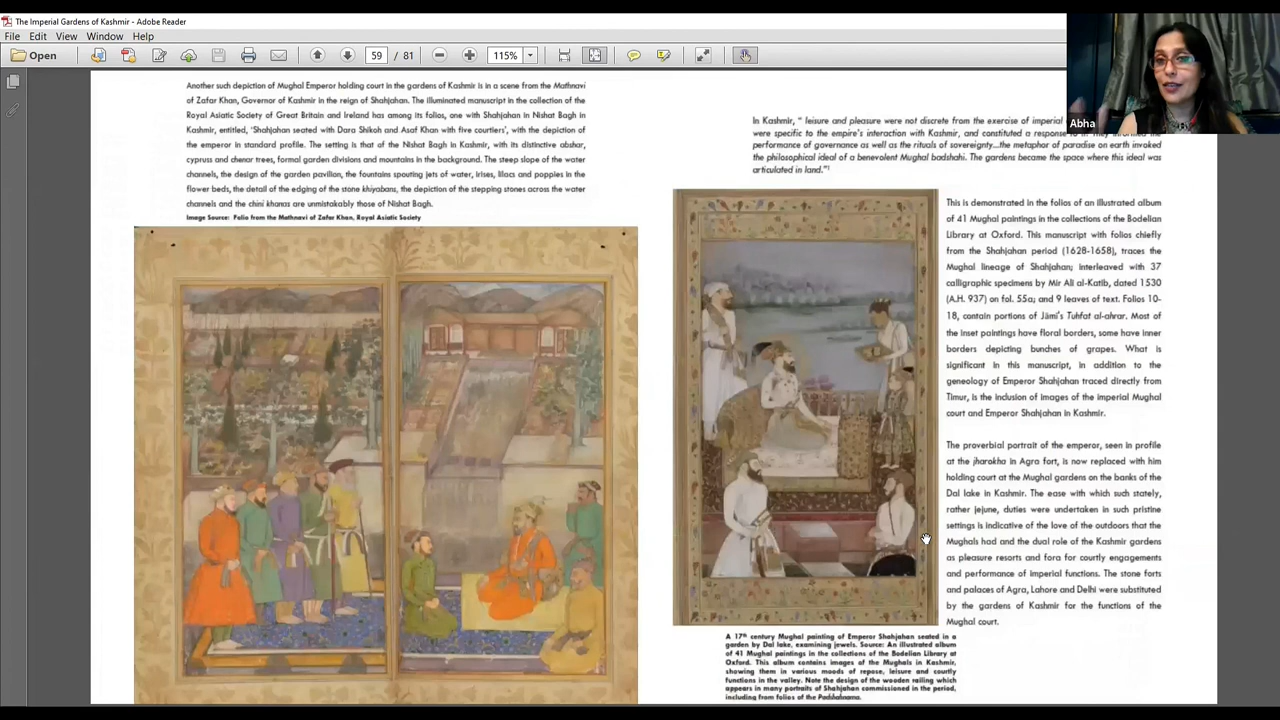 The Imperial Gardens of Kashmir - Adobe Reader
File Edit View Window Help
Open 59 / 81 115%
Abha
Another such depiction of Mughal Emperor holding court in the gardens of Kashmir is in a scene from the Mathnavi
of Zafar Khan, Governor of Kashmir in the reign of Shahjahan. The illuminated manuscript in the collection of the
Royal Asiatic Society of Great Britain and Ireland has among its folios, one with Shahjahan in Nishat Bagh in
Kashmir, entitled, 'Shahjahan seated with Dara Shikoh and Asaf Khan with five courtiers', with the depiction of
the emperor in standard profile. The setting is that of the Nishat Bagh in Kashmir, with its distinctive abshar,
cyprus and chenar trees, formal garden divisions and mountains in the background. The steep slope of the water
channels, the design of the garden pavilion, the fountains spouting jets of water, irises, lilacs and poppies in the
flower beds, the detail of the edging of the stone khiyabans, the depiction of the stepping stones across the water
channels and the chini khanas are unmistakably those of Nishat Bagh.
Image Source: Folio from the Mathnavi of Zafar Khan, Royal Asiatic Society
In Kashmir, " leisure and pleasure were not discrete from the exercise of imperial
were specific to the empire's interaction with Kashmir, and constituted a response to
performance of governance as well as the rituals of sovereignty...the metaphor of paradise on earth invoked
the philosophical ideal of a benevolent Mughal badshahi. The gardens became the space where this ideal was
articulated in land."¹
This is demonstrated in the folios of an illustrated album
of 41 Mughal paintings in the collections of the Bodelian
Library at Oxford. This manuscript with folios chiefly
from the Shahjahan period (1628-1658), traces the
Mughal lineage of Shahjahan; interleaved with 37
calligraphic specimens by Mir Ali al-Katib, dated 1530
(A.H. 937) on fol. 55a; and 9 leaves of text. Folios 10-
18, contain portions of Jāmī's Tuhfat al-ahrar. Most of
the inset paintings have floral borders, some have inner
borders depicting bunches of grapes. What is
significant in this manuscript, in addition to the
geneology of Emperor Shahjahan traced directly from
Timur, is the inclusion of images of the imperial Mughal
court and Emperor Shahjahan in Kashmir.
The proverbial portrait of the emperor, seen in profile
at the jharokha in Agra fort, is now replaced with him
holding court at the Mughal gardens on the banks of the
Dal lake in Kashmir. The ease with which such stately,
rather jejune, duties were undertaken in such pristine
settings is indicative of the love of the outdoors that the
Mughals had and the dual role of the Kashmir gardens
as pleasure resorts and fora for courtly engagements
and performance of imperial functions. The stone forts
and palaces of Agra, Lahore and Delhi were substituted
by the gardens of Kashmir for the functions of the
Mughal court.
A 17th century Mughal painting of Emperor Shahjahan seated in a
garden by Dal lake, examining jewels. Source: An illustrated album
of 41 Mughal paintings in the collections of the Bodelian Library at
Oxford. This album contains images of the Mughals in Kashmir,
showing them in various moods of repose, leisure and courtly
functions in the valley. Note the design of the wooden railing which
appears in many portraits of Shahjahan commissioned in the period,
including from folios of the Padshahnama.